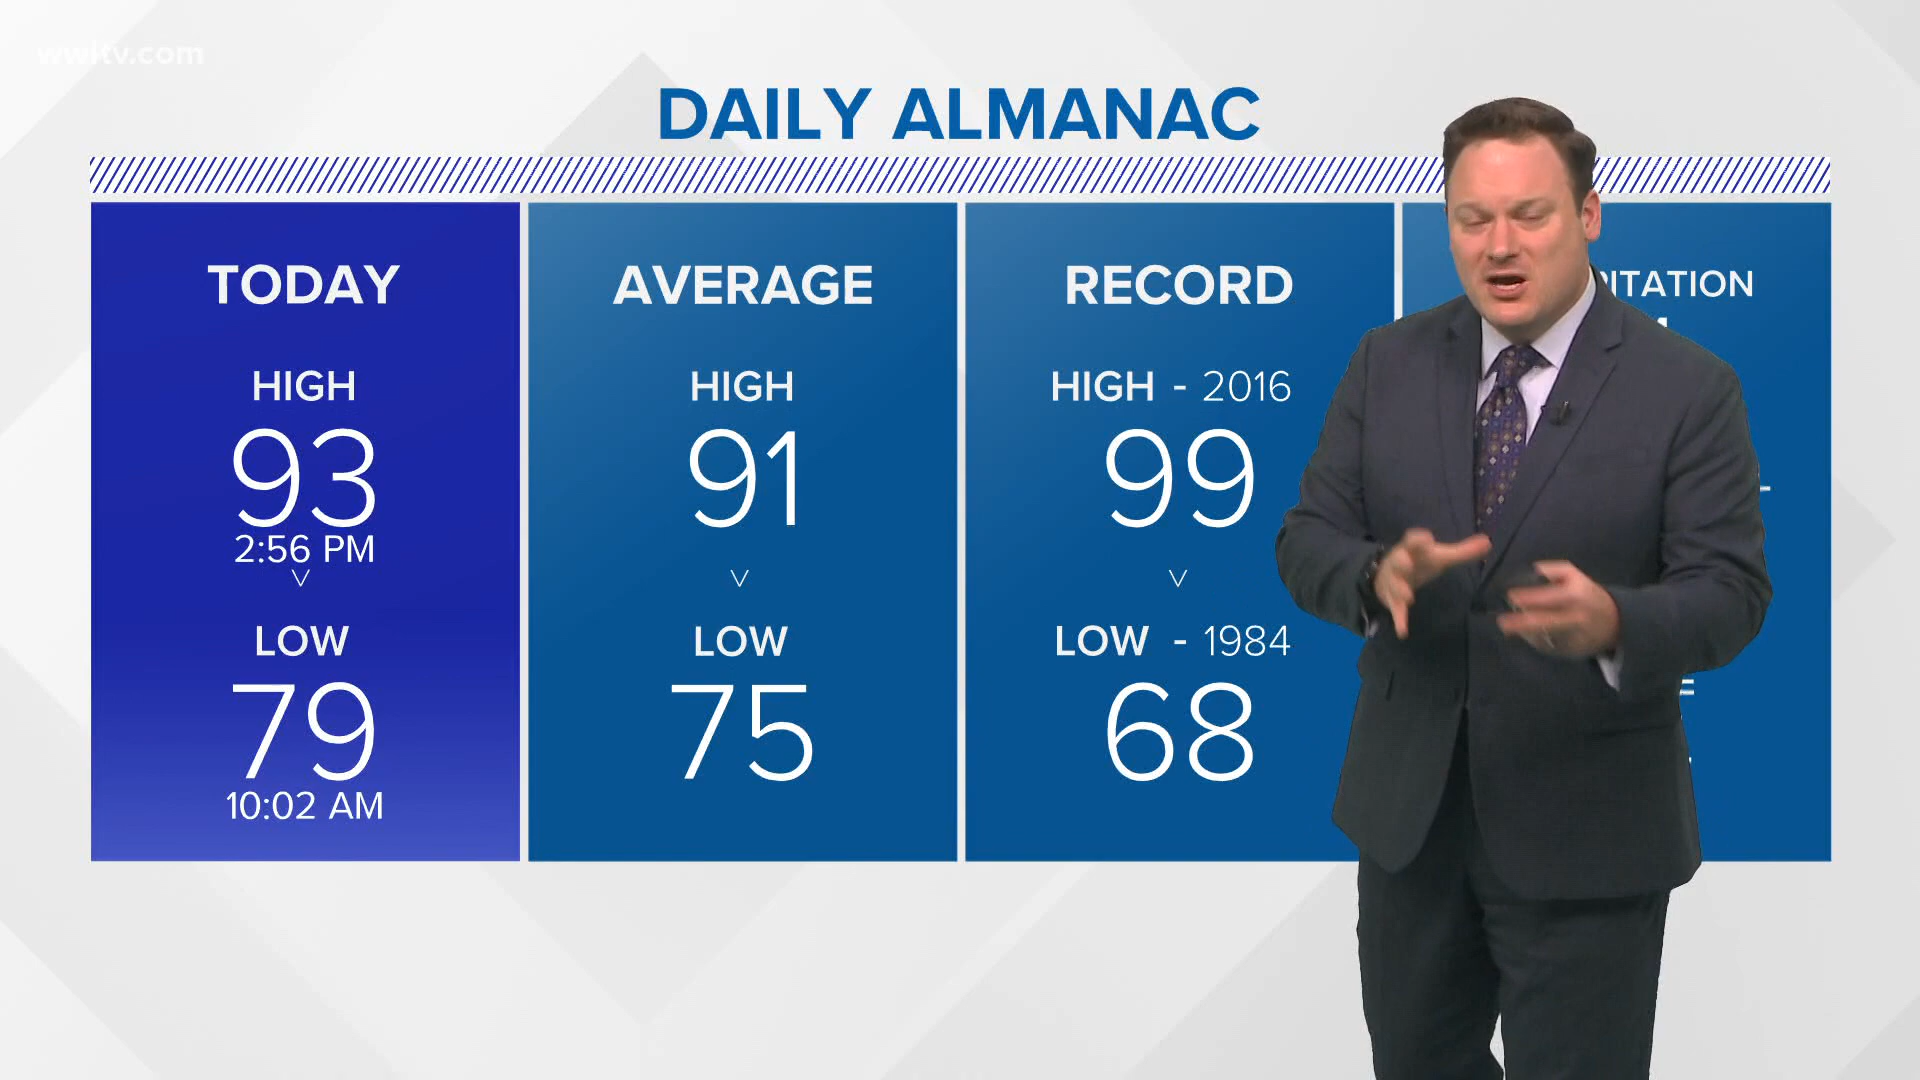 wwltv.com
DAILY ALMANAC
TODAY
HIGH
93
2:56 PM
LOW
79
10:02 AM
AVERAGE
HIGH
91
LOW
75
RECORD
HIGH - 2016
99
LOW - 1984
68